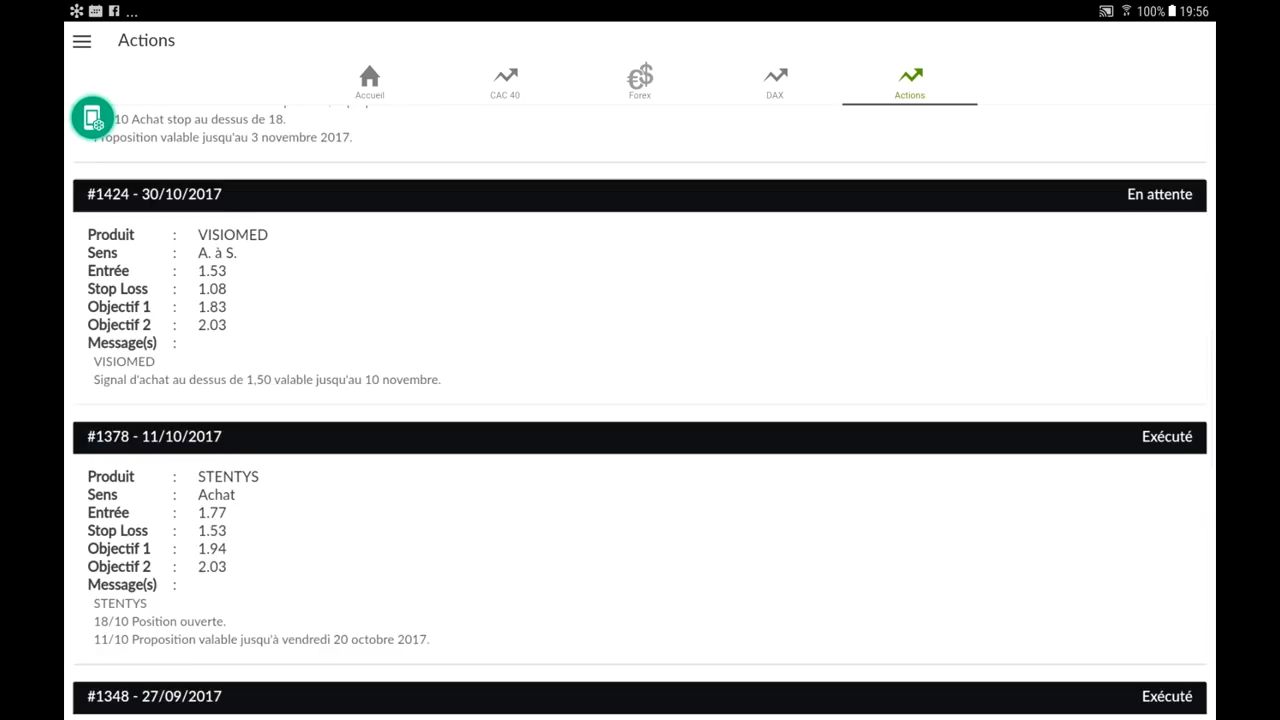 ... 100% 19:56
Actions
Accueil
CAC 40
Forex
DAX
Actions
10 Achat stop au dessus de 18.
Proposition valable jusqu'au 3 novembre 2017.
#1424 - 30/10/2017 En attente
Produit : VISIOMED
Sens : A. à S.
Entrée : 1.53
Stop Loss : 1.08
Objectif 1 : 1.83
Objectif 2 : 2.03
Message(s) :
VISIOMED
Signal d'achat au dessus de 1,50 valable jusqu'au 10 novembre.
#1378 - 11/10/2017 Exécuté
Produit : STENTYS
Sens : Achat
Entrée : 1.77
Stop Loss : 1.53
Objectif 1 : 1.94
Objectif 2 : 2.03
Message(s) :
STENTYS
18/10 Position ouverte.
11/10 Proposition valable jusqu'à vendredi 20 octobre 2017.
#1348 - 27/09/2017 Exécuté